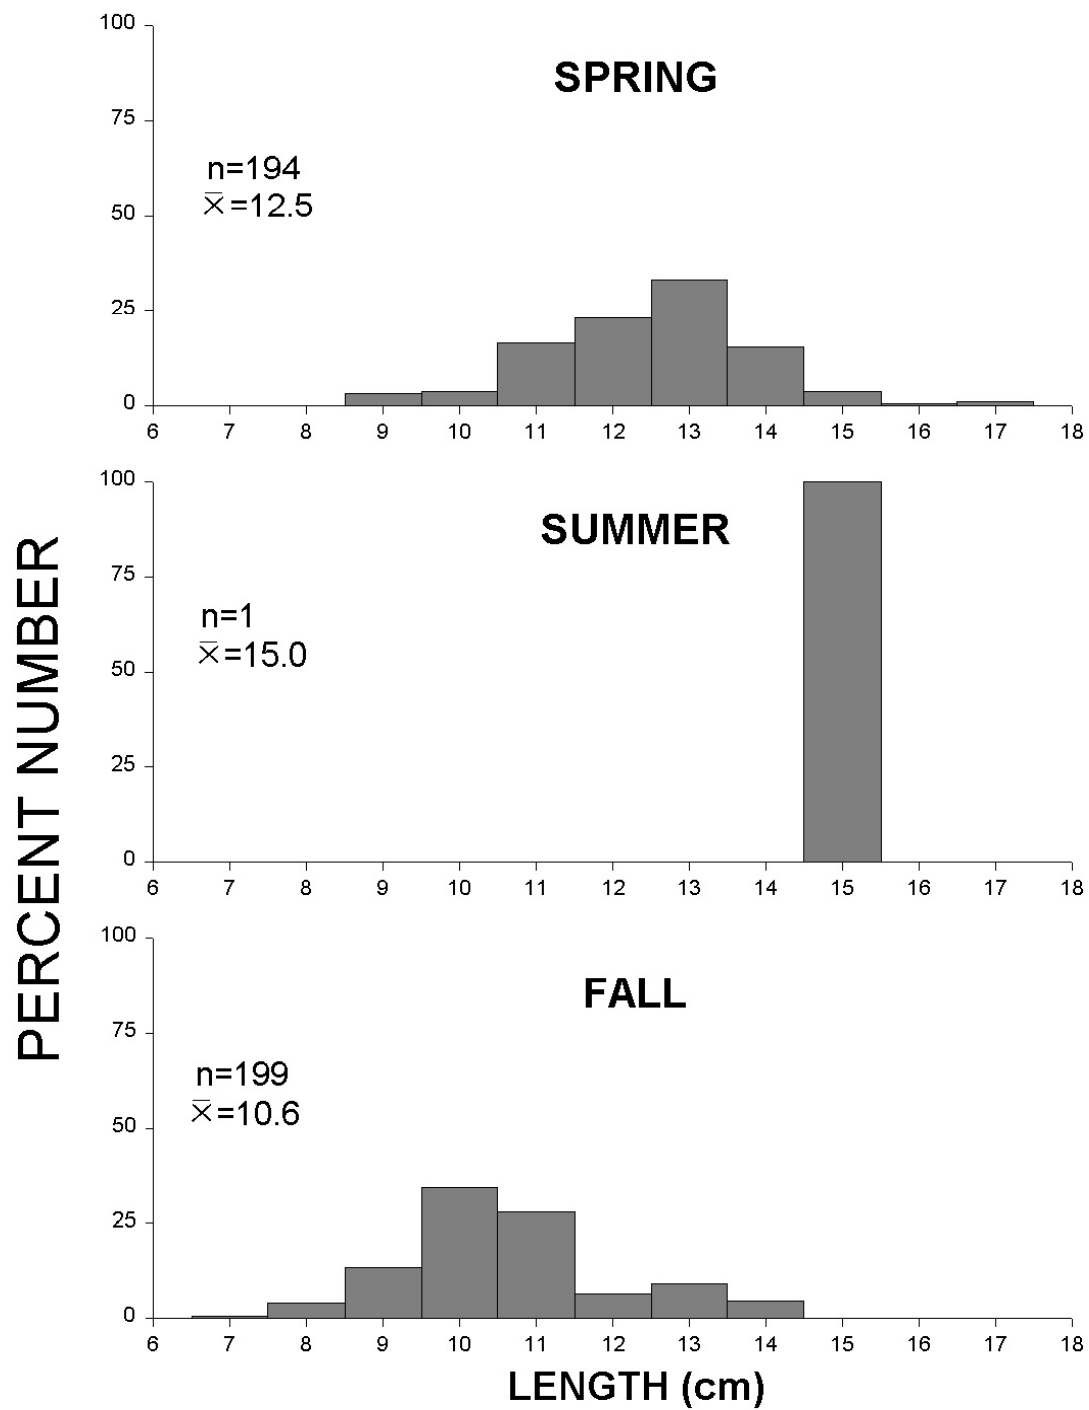 PERCENT NUMBER
SPRING
n=194
x̅=12.5
100
75
50
25
0
6 7 8 9 10 11 12 13 14 15 16 17 18
SUMMER
n=1
x̅=15.0
100
75
50
25
0
6 7 8 9 10 11 12 13 14 15 16 17 18
FALL
n=199
x̅=10.6
100
75
50
25
0
6 7 8 9 10 11 12 13 14 15 16 17 18
LENGTH (cm)